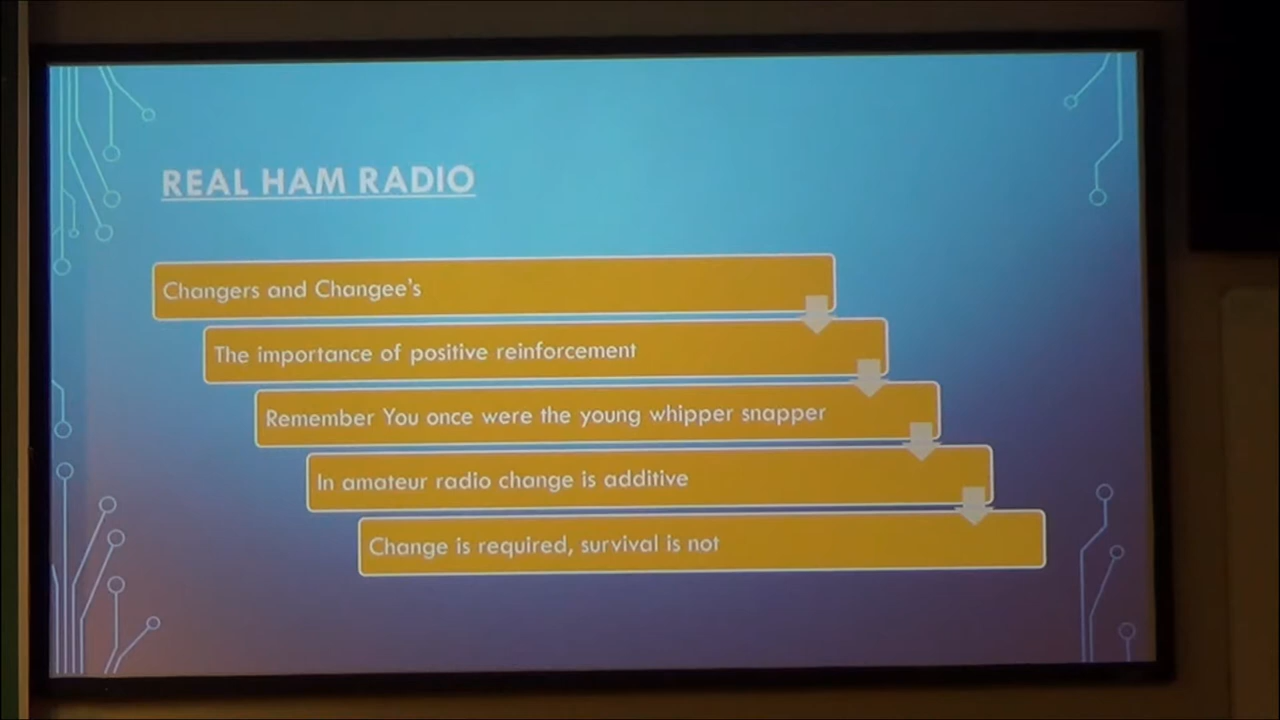 REAL HAM RADIO
Changers and Changee's
The importance of positive reinforcement
Remember You once were the young whipper snapper
In amateur radio change is additive
Change is required, survival is not